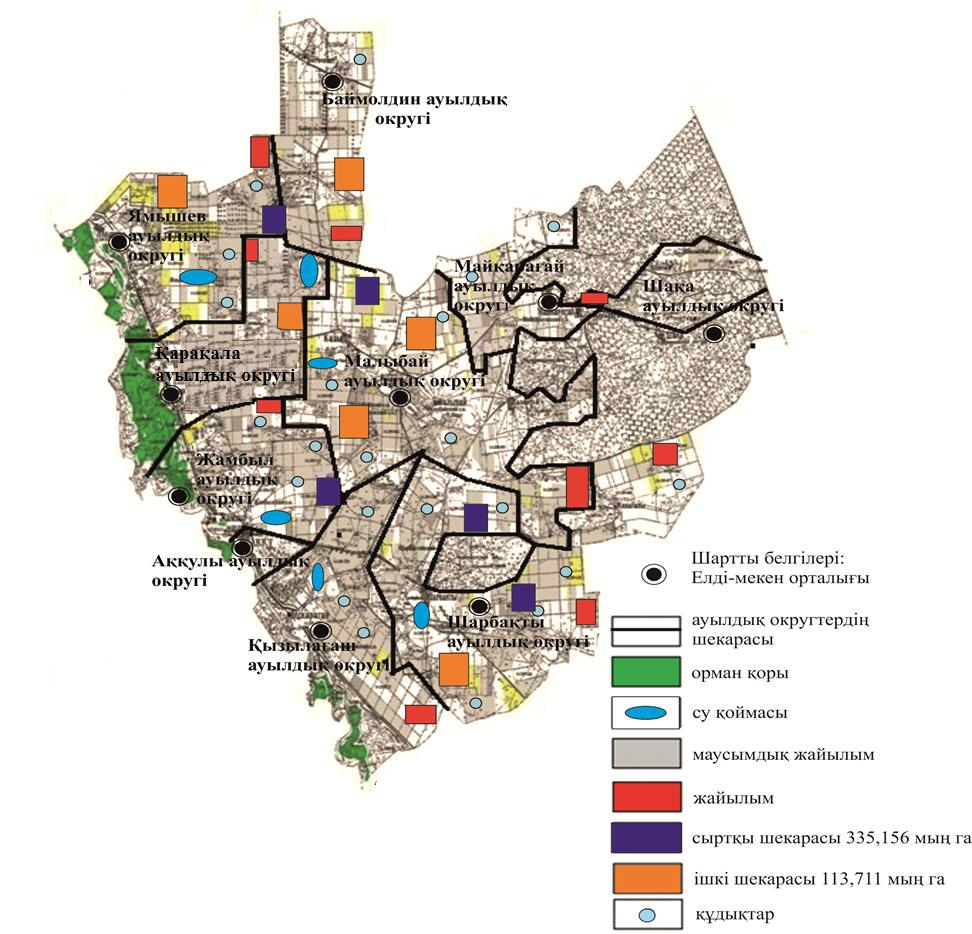 Баймолдин ауылдық
округі
Ямышев
ауылдық
округі
Майқарағай
ауылдық
округі
Шақа
ауылдық округі
Қарақала
ауылдық округі
Малыбай
ауылдық округі
Жамбыл
ауылдық
округі
Аққулы ауылдық
округі
Шарбақты
ауылдық округі
Қызылағаш
ауылдық округі
Шартты белгілері:
Елді-мекен орталығы
ауылдық округтердің
шекарасы
орман қоры
су қоймасы
маусымдық жайылым
жайылым
сыртқы шекарасы 335,156 мың га
ішкі шекарасы 113,711 мың га
құдықтар